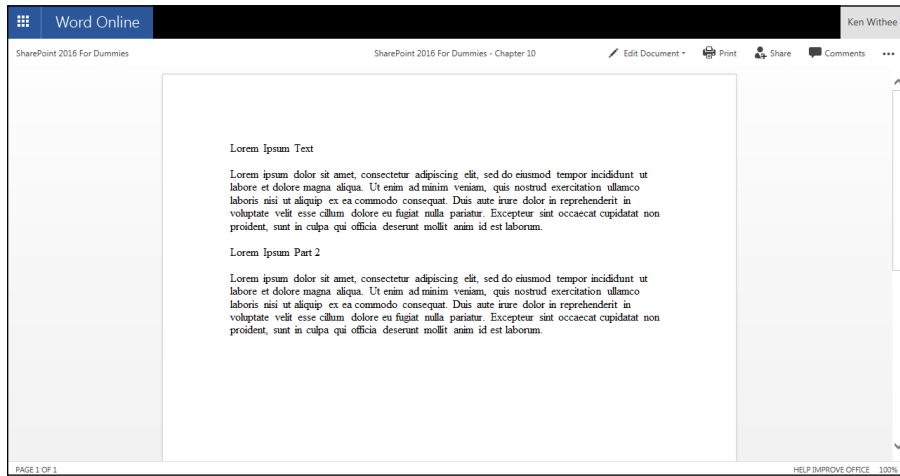 Word Online
Ken Withee
SharePoint 2016 For Dummies
SharePoint 2016 For Dummies - Chapter 10
Edit Document
Print
Share
Comments
Lorem Ipsum Text
Lorem ipsum dolor sit amet, consectetur adipiscing elit, sed do eiusmod tempor incididunt ut
labore et dolore magna aliqua. Ut enim ad minim veniam, quis nostrud exercitation ullamco
laboris nisi ut aliquip ex ea commodo consequat. Duis aute irure dolor in reprehenderit in
voluptate velit esse cillum dolore eu fugiat nulla pariatur. Excepteur sint occaecat cupidatat non
proident, sunt in culpa qui officia deserunt mollit anim id est laborum.
Lorem Ipsum Part 2
Lorem ipsum dolor sit amet, consectetur adipiscing elit, sed do eiusmod tempor incididunt ut
labore et dolore magna aliqua. Ut enim ad minim veniam, quis nostrud exercitation ullamco
laboris nisi ut aliquip ex ea commodo consequat. Duis aute irure dolor in reprehenderit in
voluptate velit esse cillum dolore eu fugiat nulla pariatur. Excepteur sint occaecat cupidatat non
proident, sunt in culpa qui officia deserunt mollit anim id est laborum.
PAGE 1 OF 1
HELP IMPROVE OFFICE
100%